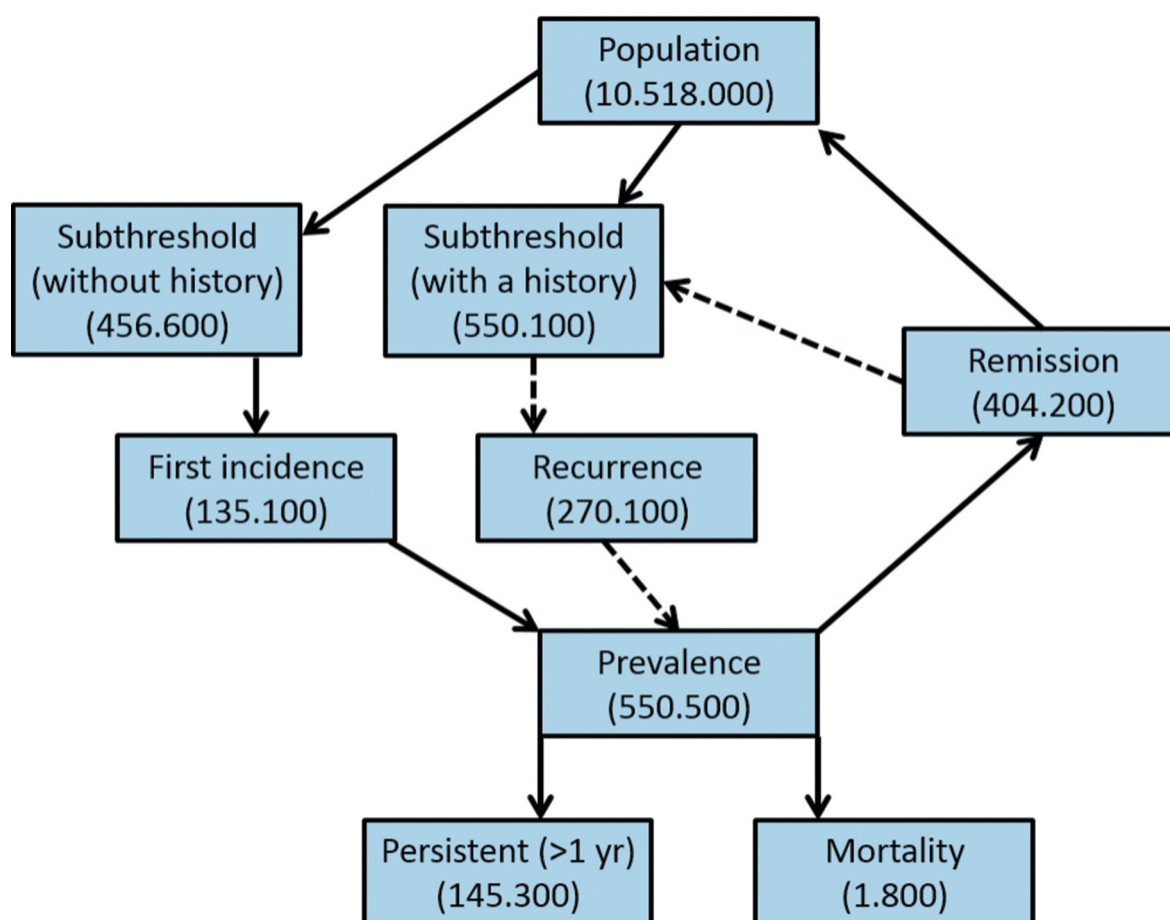 Population
(10.518.000)
Subthreshold
(without history)
(456.600)
Subthreshold
(with a history)
(550.100)
Remission
(404.200)
First incidence
(135.100)
Recurrence
(270.100)
Prevalence
(550.500)
Persistent (>1 yr)
(145.300)
Mortality
(1.800)